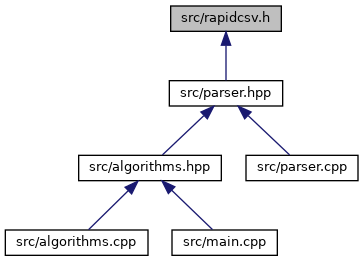 src/rapidcsv.h
src/parser.hpp
src/algorithms.hpp
src/parser.cpp
src/algorithms.cpp
src/main.cpp